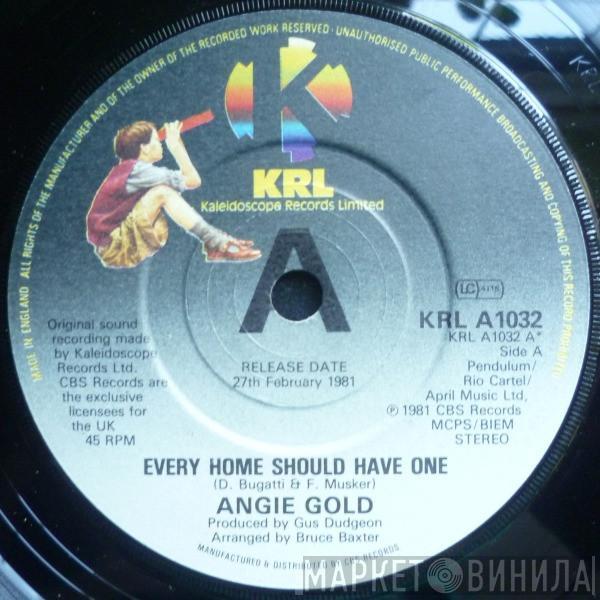 ALL RIGHTS OF THE MANUFACTURER AND OF THE OWNER OF THE RECORDED WORK RESERVED · UNAUTHORISED PUBLIC PERFORMANCE BROADCASTING AND COPYING OF THIS RECORD PROHIBITED
MADE IN ENGLAND
K
KRL
Kaleidoscope Records Limited
A
Original sound
recording made
by Kaleidoscope
Records Ltd.
CBS Records are
the exclusive
licensees for
the UK
45 RPM
RELEASE DATE
27th February 1981
LC
KRL A1032
KRL A1032 A*
Side A
Pendulum/
Rio Cartel/
April Music Ltd,
℗ 1981 CBS Records
MCPS/BIEM
STEREO
EVERY HOME SHOULD HAVE ONE
(D. Bugatti & F. Musker)
ANGIE GOLD
Produced by Gus Dudgeon
Arranged by Bruce Baxter
MANUFACTURED & DISTRIBUTED BY CBS RECORDS
МАРКЕТ ВИНИЛА